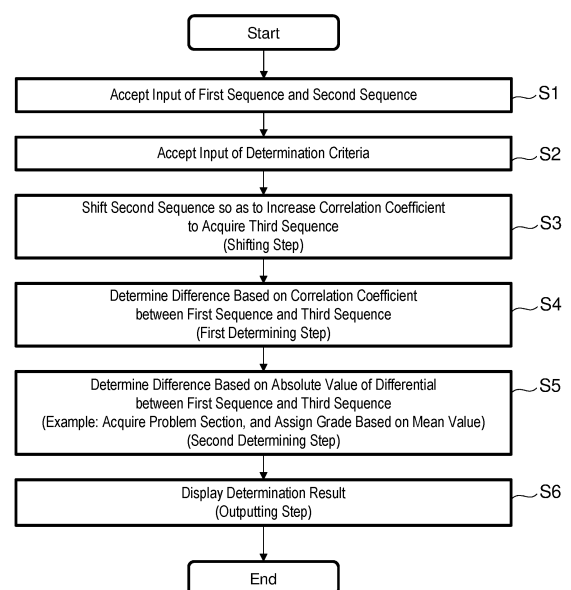 Start
Accept Input of First Sequence and Second Sequence
S1
Accept Input of Determination Criteria
S2
Shift Second Sequence so as to Increase Correlation Coefficient
to Acquire Third Sequence
(Shifting Step)
S3
Determine Difference Based on Correlation Coefficient
between First Sequence and Third Sequence
(First Determining Step)
S4
Determine Difference Based on Absolute Value of Differential
between First Sequence and Third Sequence
(Example: Acquire Problem Section, and Assign Grade Based on Mean Value)
(Second Determining Step)
S5
Display Determination Result
(Outputting Step)
S6
End